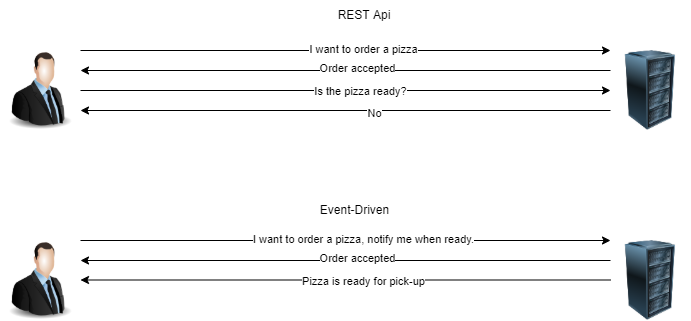 REST Api
I want to order a pizza
Order accepted
Is the pizza ready?
No
Event-Driven
I want to order a pizza, notify me when ready.
Order accepted
Pizza is ready for pick-up